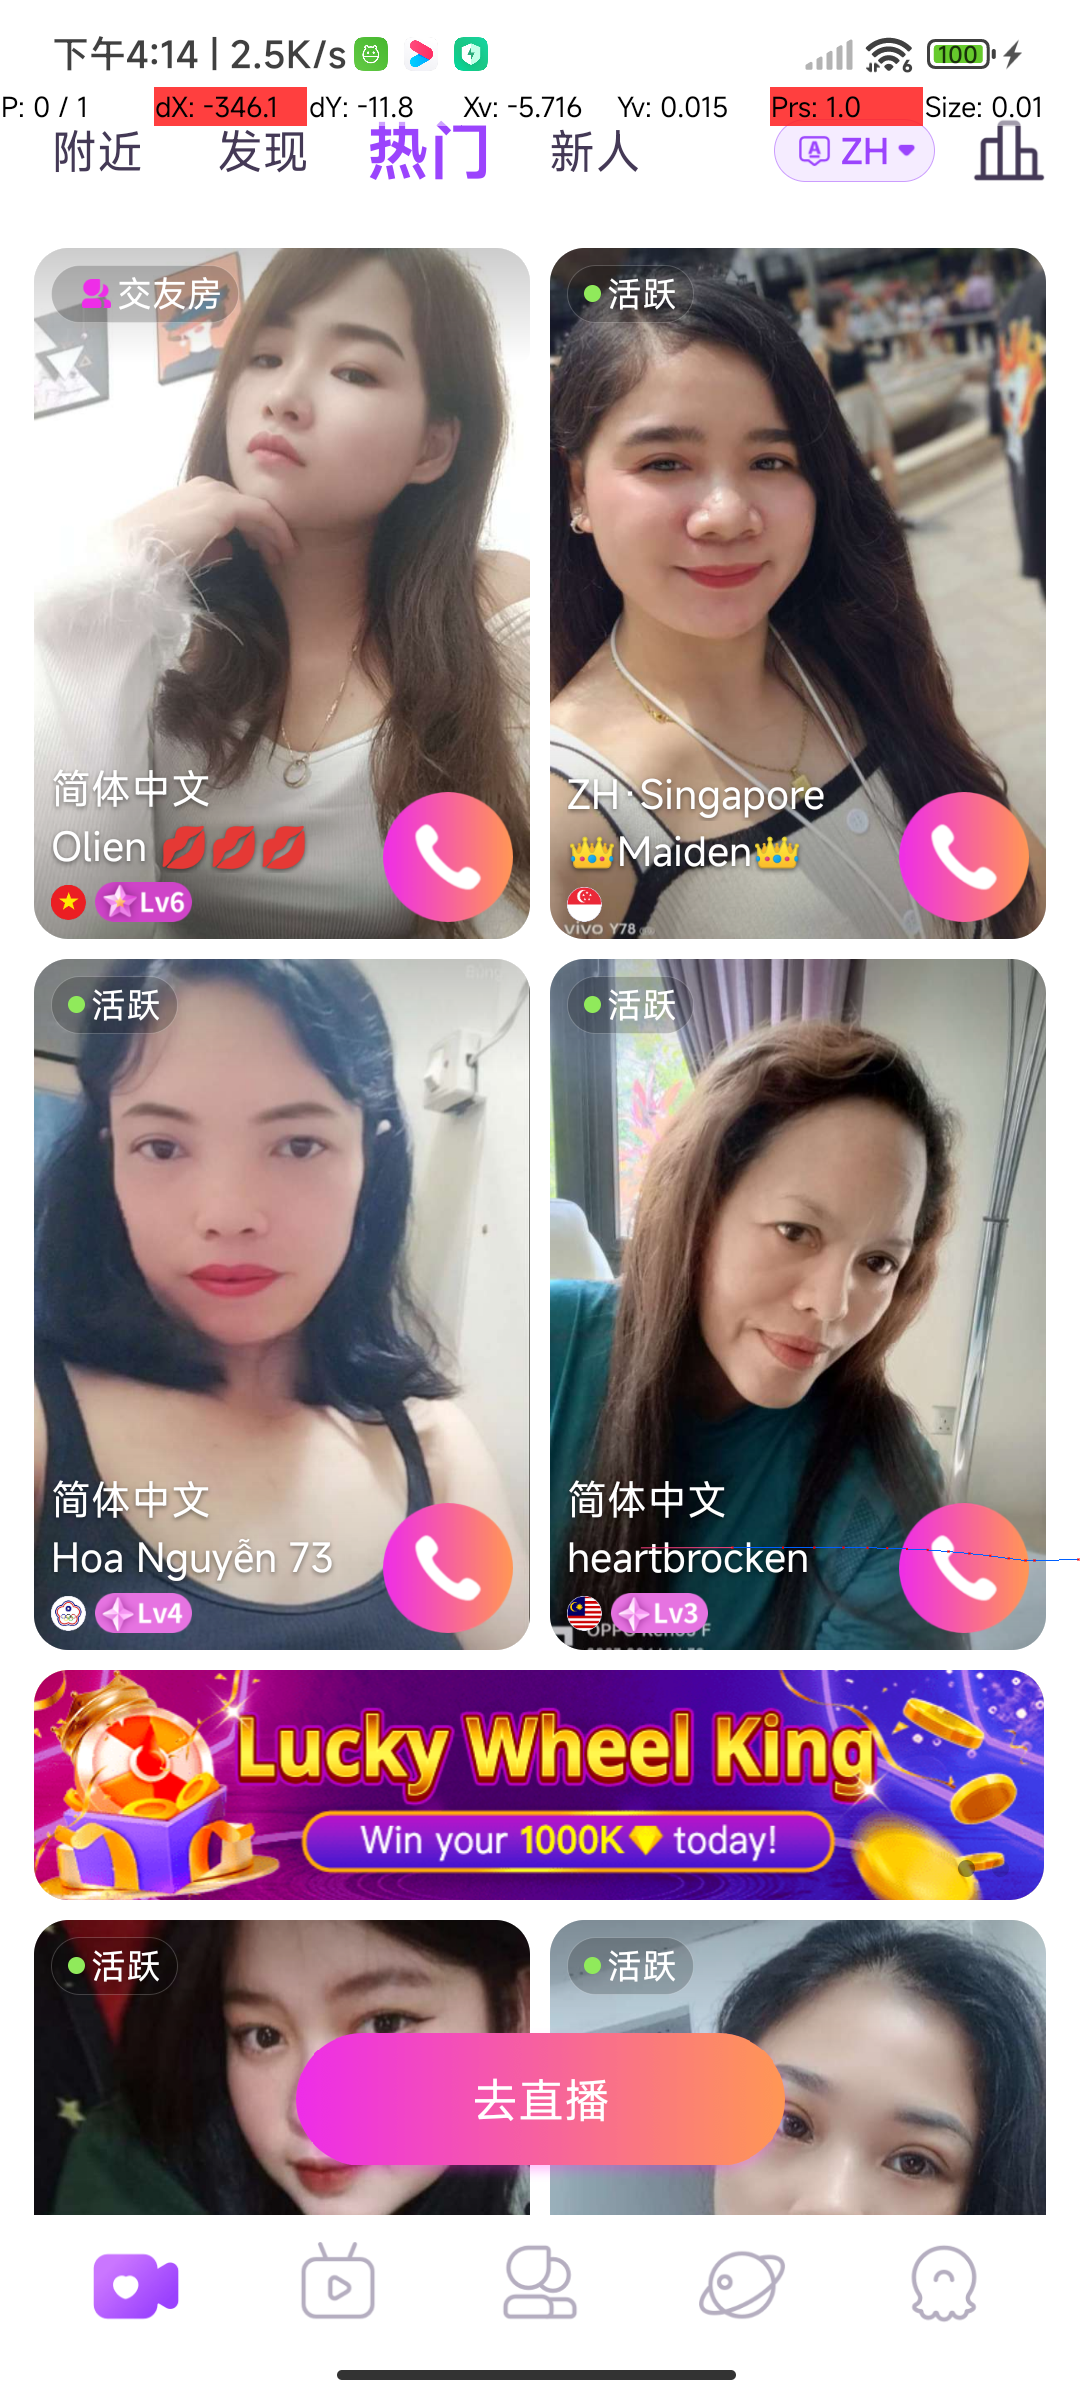 下午4:14 | 2.5K/s
6
100
P: 0 / 1
dX: -346.1
dY: -11.8
Xv: -5.716
Yv: 0.015
Prs: 1.0
Size: 0.01
附近
发现
热门
新人
A ZH
交友房
简体中文
Olien 💋💋💋
Lv6
活跃
ZH·Singapore
👑Maiden👑
vivo Y78
活跃
简体中文
Hoa Nguyễn 73
Lv4
活跃
简体中文
heartbrocken
Lv3
Lucky Wheel King
Win your 1000K today!
活跃
活跃
去直播